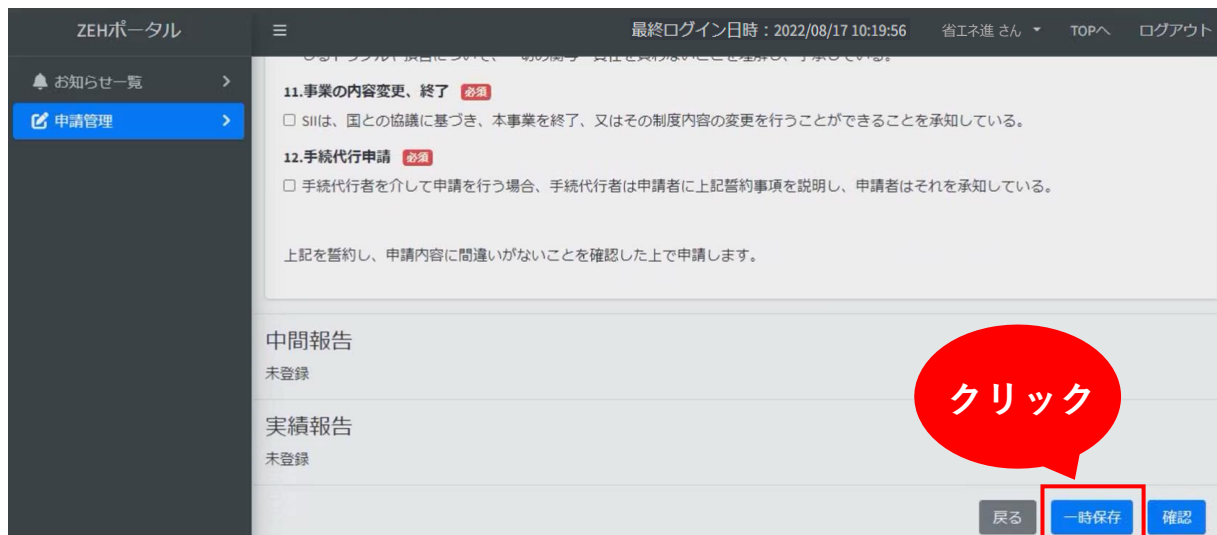 ZEHポータル
最終ログイン日時：2022/08/17 10:19:56 省エネ進 さん TOPへ ログアウト
お知らせ一覧
申請管理
11.事業の内容変更、終了 必須
SIIは、国との協議に基づき、本事業を終了、又はその制度内容の変更を行うことができることを承知している。
12.手続代行申請 必須
手続代行者を介して申請を行う場合、手続代行者は申請者に上記誓約事項を説明し、申請者はそれを承知している。
上記を誓約し、申請内容に間違いがないことを確認した上で申請します。
中間報告
未登録
実績報告
未登録
クリック
戻る 一時保存 確認